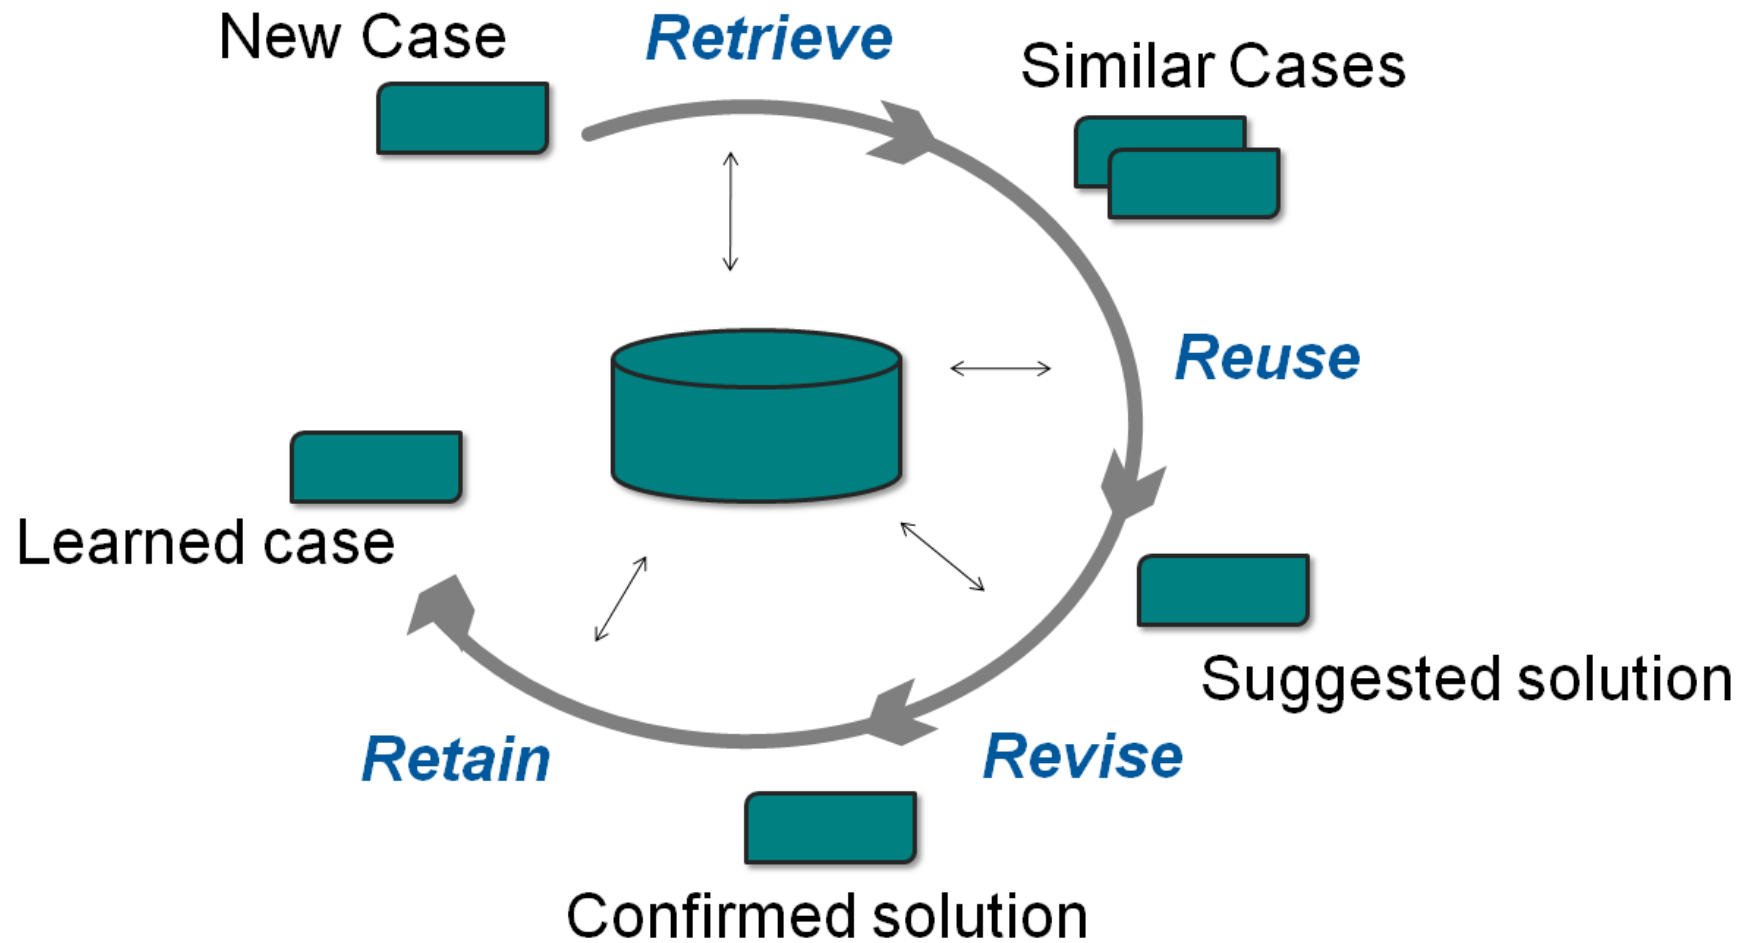 New Case
Retrieve
Similar Cases
Reuse
Suggested solution
Revise
Confirmed solution
Retain
Learned case